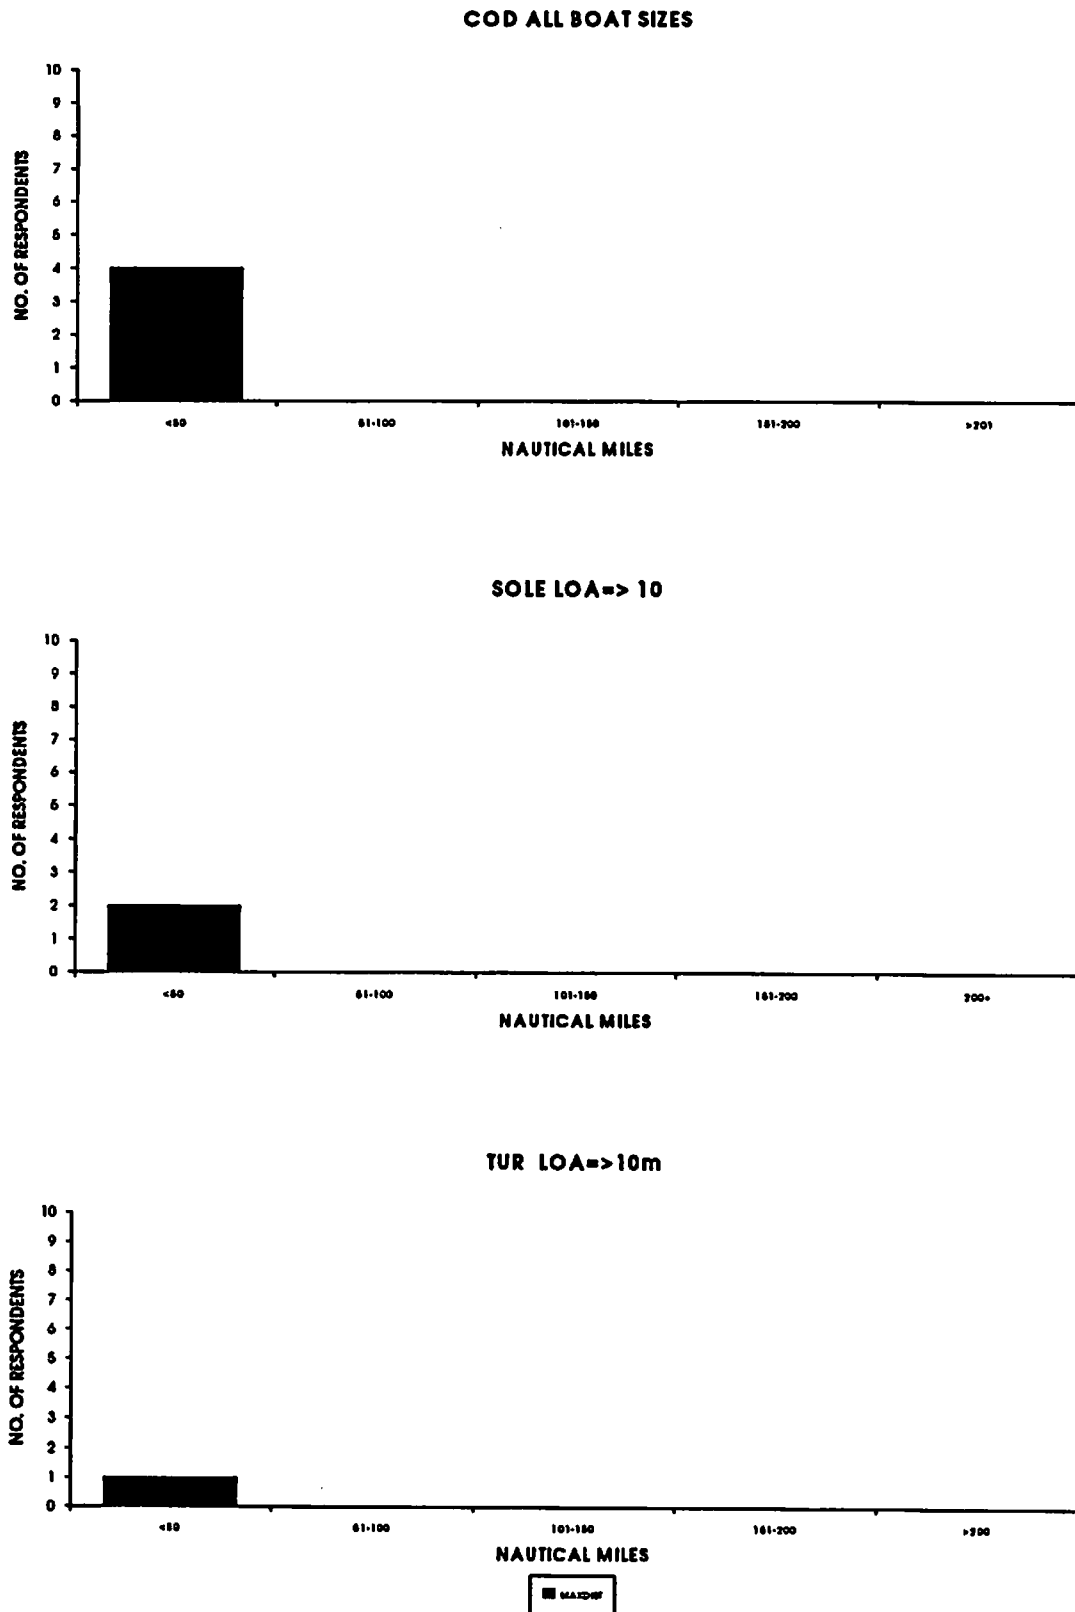 COD ALL BOAT SIZES
NO. OF RESPONDENTS
10
9
8
7
6
5
4
3
2
1
0
<50 51-100 101-150 151-200 >201
NAUTICAL MILES
SOLE LOA=> 10
NO. OF RESPONDENTS
10
9
8
7
6
5
4
3
2
1
0
<50 51-100 101-150 151-200 200+
NAUTICAL MILES
TUR LOA=>10m
NO. OF RESPONDENTS
10
9
8
7
6
5
4
3
2
1
0
<50 51-100 101-150 151-200 >200
NAUTICAL MILES
MAXDIST